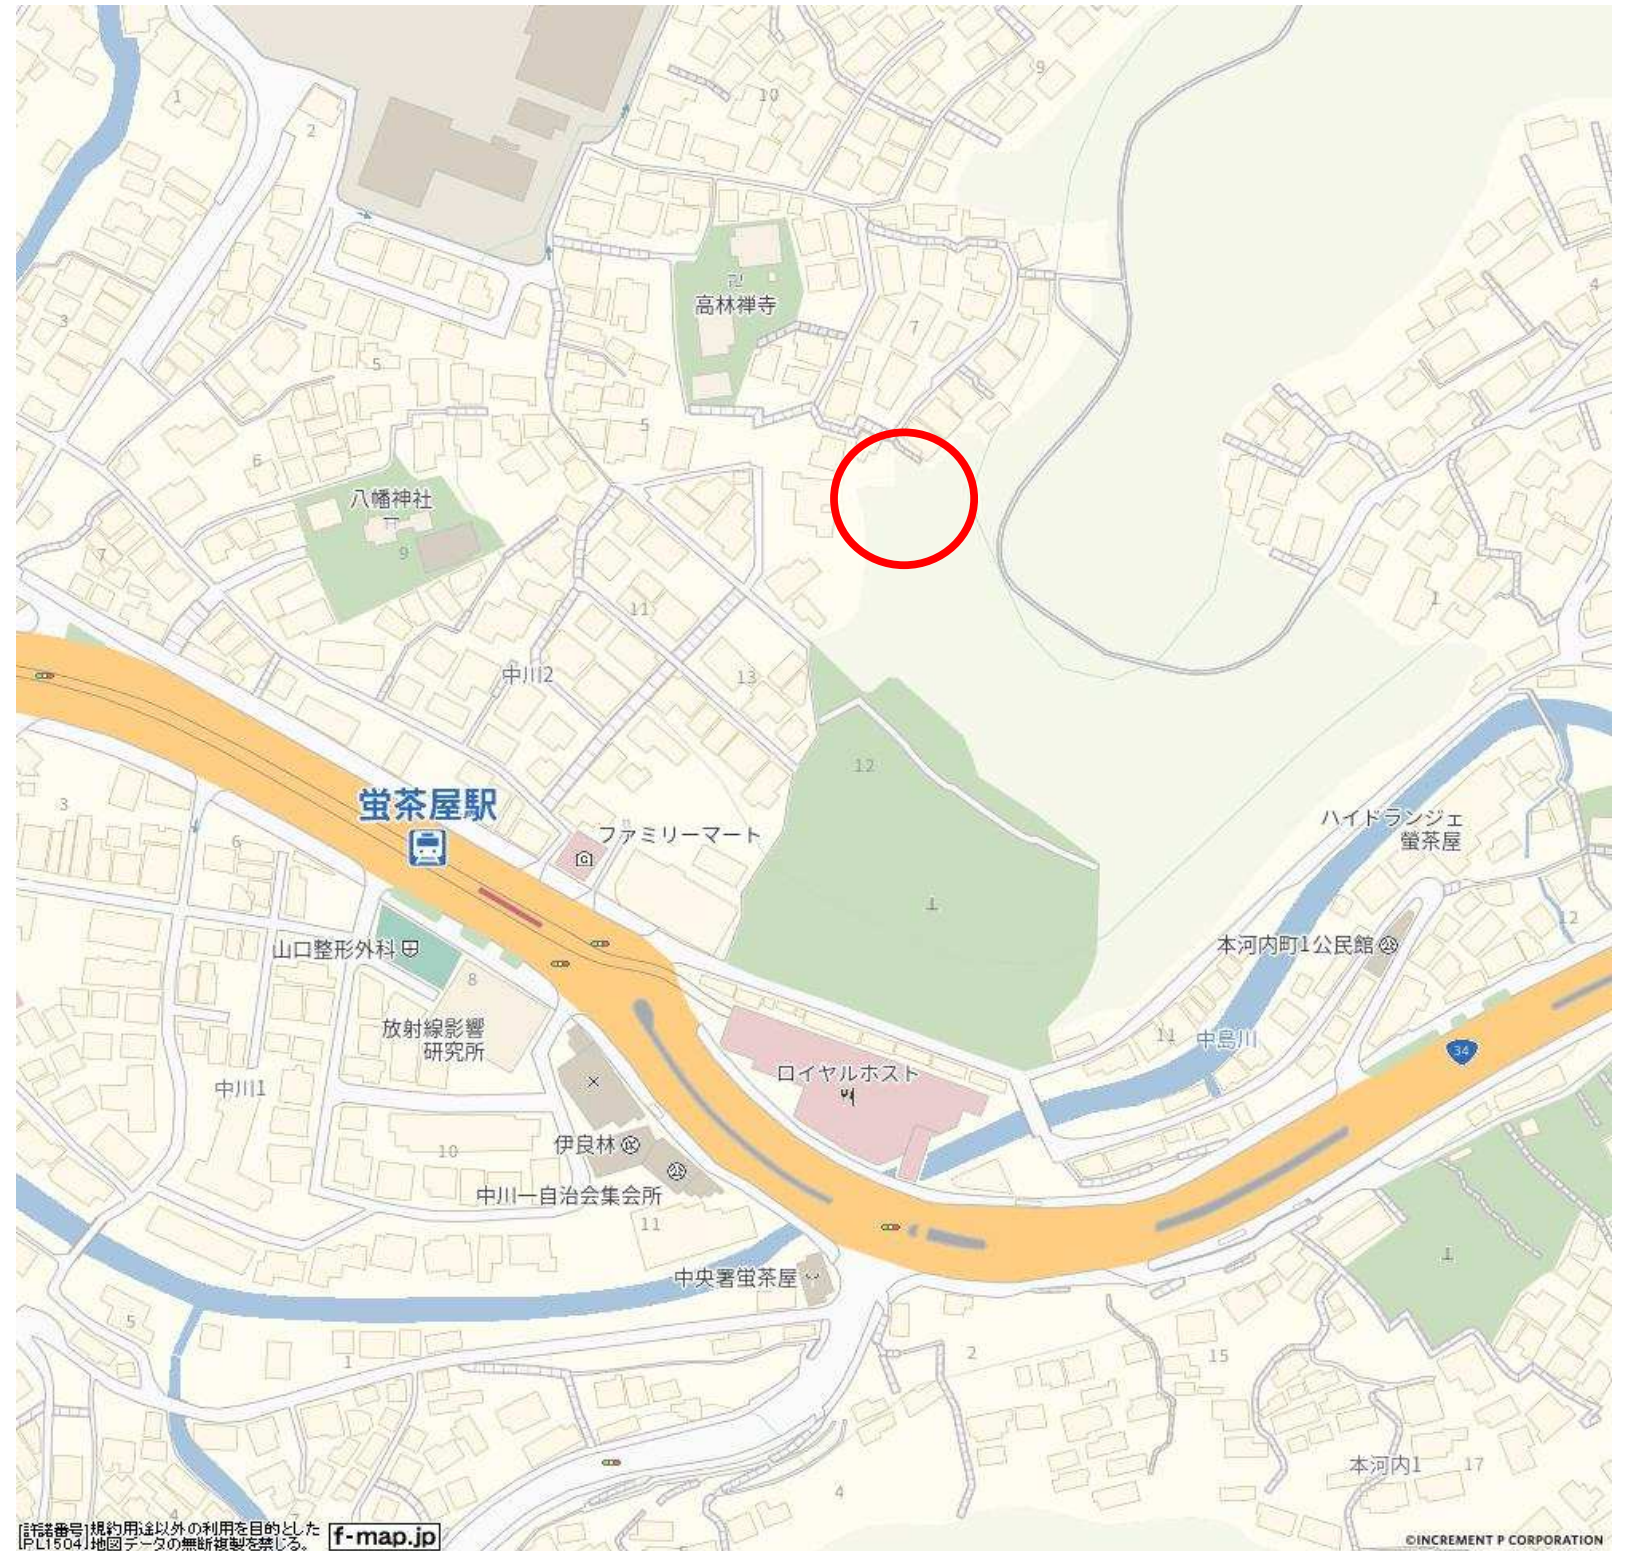 9
10
1
2
卍
高林禅寺
4
7
3
5
5
6
八幡神社
9
7
11
1
中川2
13
12
蛍茶屋駅
3
ファミリーマート
ハイドランジェ
螢茶屋
6
12
山口整形外科
本河内町1公民館
8
放射線影響
研究所
11
中島川
34
中川1
ロイヤルホスト
10
伊良林
中川一自治会集会所
11
中央署蛍茶屋
5
1
2
15
本河内1
17
4
4
7
[許諾番号]規約用途以外の利用を目的とした
[PL1504]地図データの無断複製を禁じる。
f-map.jp
©INCREMENT P CORPORATION